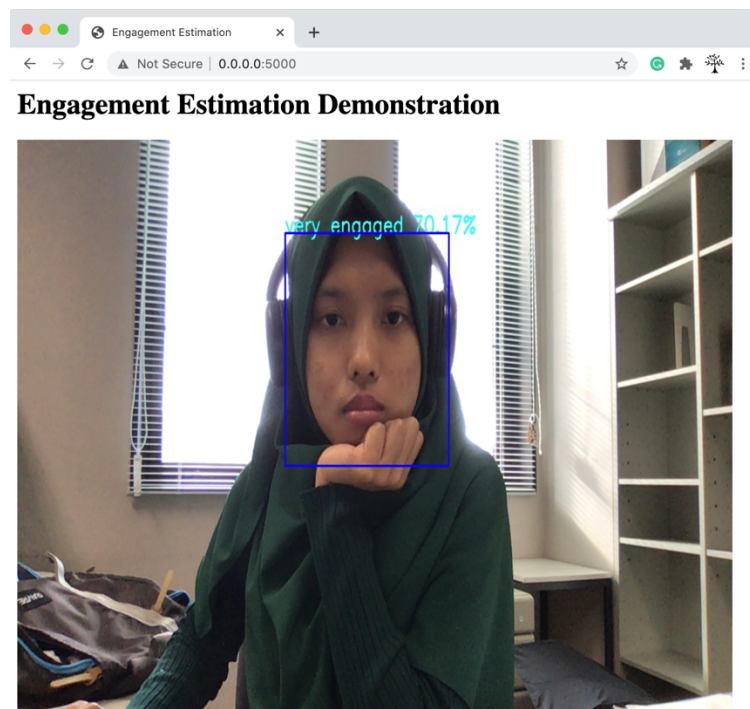 Engagement Estimation
Not Secure | 0.0.0.0:5000
Engagement Estimation Demonstration
very engaged 70.17%